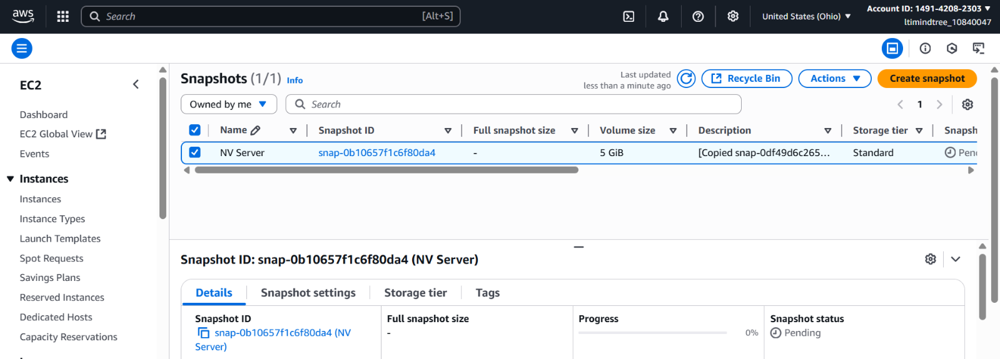 aws
Search [Alt+S]
United States (Ohio)
Account ID: 1491-4208-2303
ltimindtree_10840047
EC2
Dashboard
EC2 Global View
Events
Instances
Instances
Instance Types
Launch Templates
Spot Requests
Savings Plans
Reserved Instances
Dedicated Hosts
Capacity Reservations
Snapshots (1/1) Info
Last updated
less than a minute ago
Recycle Bin
Actions
Create snapshot
Owned by me
Search
1
Name Snapshot ID Full snapshot size Volume size Description Storage tier Snapsh
NV Server snap-0b10657f1c6f80da4 - 5 GiB [Copied snap-0df49d6c265... Standard Pen
Snapshot ID: snap-0b10657f1c6f80da4 (NV Server)
Details Snapshot settings Storage tier Tags
Snapshot ID
snap-0b10657f1c6f80da4 (NV
Server)
Full snapshot size
-
Progress
0%
Snapshot status
Pending